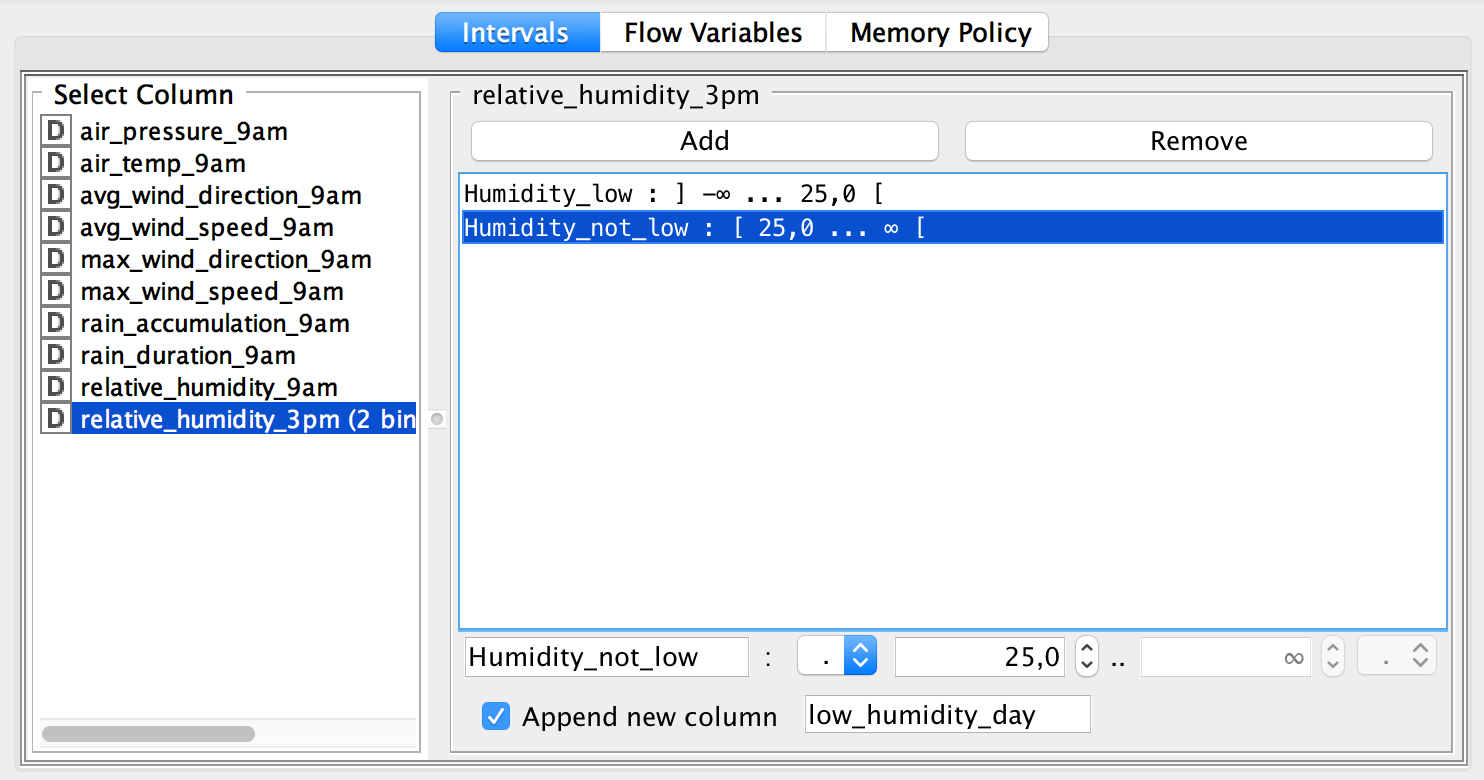 Intervals Flow Variables Memory Policy
Select Column
D air_pressure_9am
D air_temp_9am
D avg_wind_direction_9am
D avg_wind_speed_9am
D max_wind_direction_9am
D max_wind_speed_9am
D rain_accumulation_9am
D rain_duration_9am
D relative_humidity_9am
D relative_humidity_3pm (2 bin
relative_humidity_3pm
Add Remove
Humidity_low : ] -∞ ... 25,0 [
Humidity_not_low : [ 25,0 ... ∞ [
Humidity_not_low : . 25,0 .. ∞ .
Append new column low_humidity_day